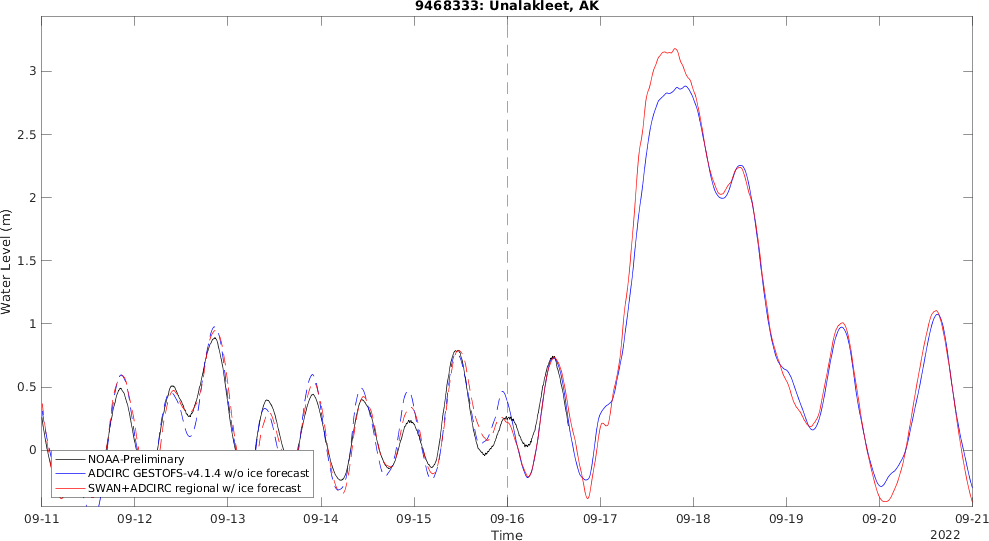 9468333: Unalakleet, AK
3
2.5
2
1.5
1
0.5
0
Water Level (m)
NOAA-Preliminary
ADCIRC GESTOFS-v4.1.4 w/o ice forecast
SWAN+ADCIRC regional w/ ice forecast
09-11 09-12 09-13 09-14 09-15 09-16 09-17 09-18 09-19 09-20 09-21
Time
2022